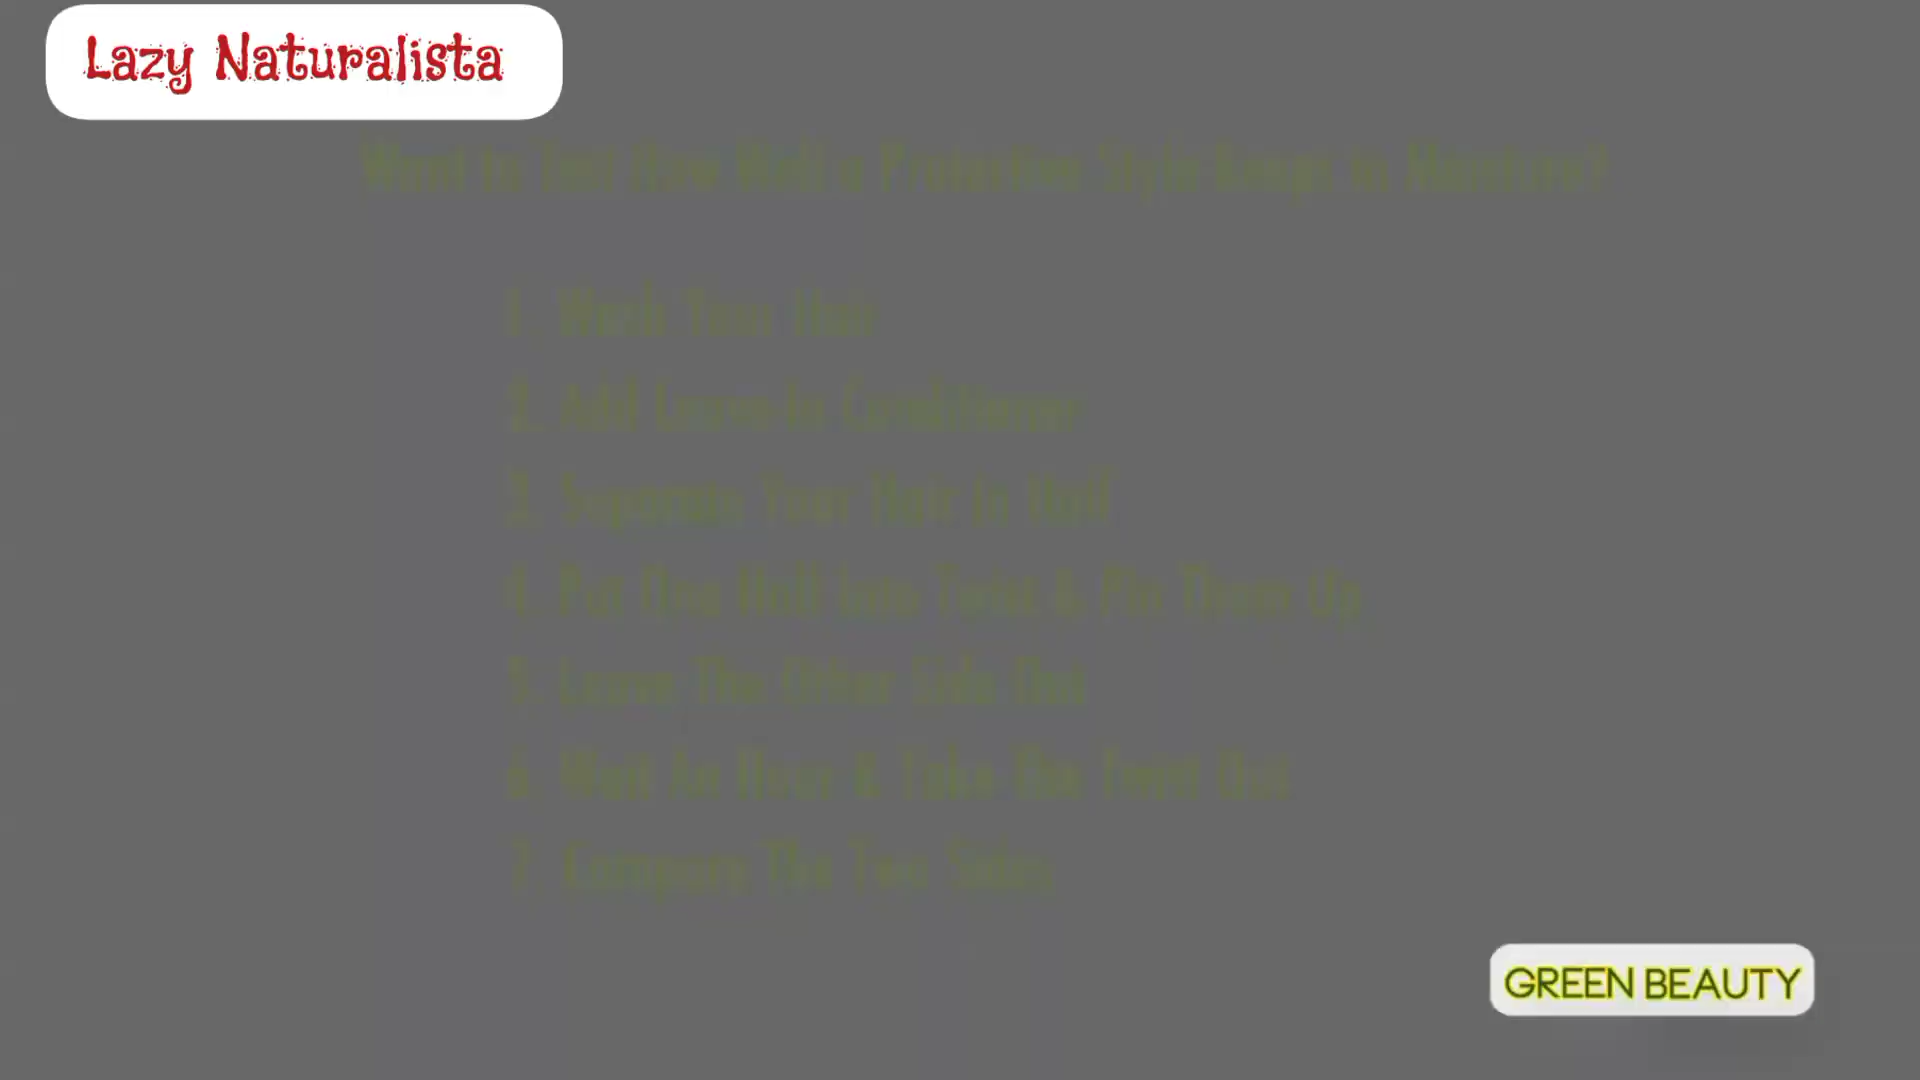 Lazy Naturalista
Want to Test How Well a Protective Style Keeps in Moisture?
1. Wash Your Hair
2. Add Leave-In Conditioner
3. Separate Your Hair In Half
4. Put One Half Into Twist & Pin Them Up
5. Leave The Other Side Out
6. Wait An Hour & Take The Twist Out
7. Compare The Two Sides
GREEN BEAUTY